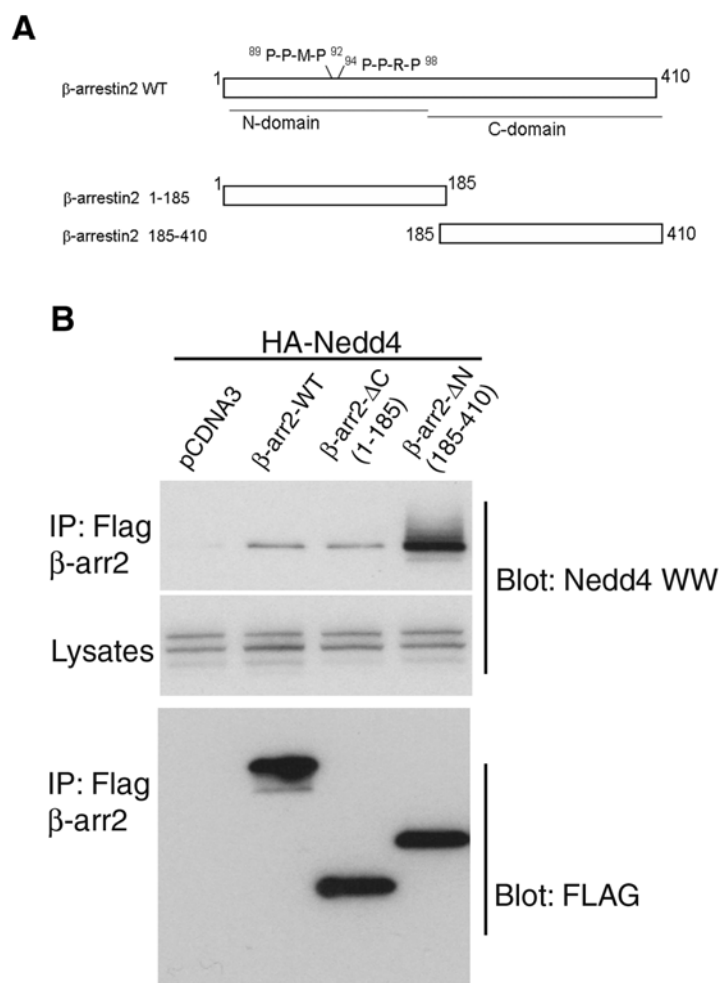 A
⁸⁹ P-P-M-P ⁹² ⁹⁴ P-P-R-P ⁹⁸
β-arrestin2 WT
1
410
N-domain
C-domain
β-arrestin2 1-185
1
185
β-arrestin2 185-410
185
410
B
HA-Nedd4
pCDNA3
β-arr2-WT
β-arr2-ΔC
(1-185)
β-arr2-ΔN
(185-410)
IP: Flag
β-arr2
Blot: Nedd4 WW
Lysates
IP: Flag
β-arr2
Blot: FLAG